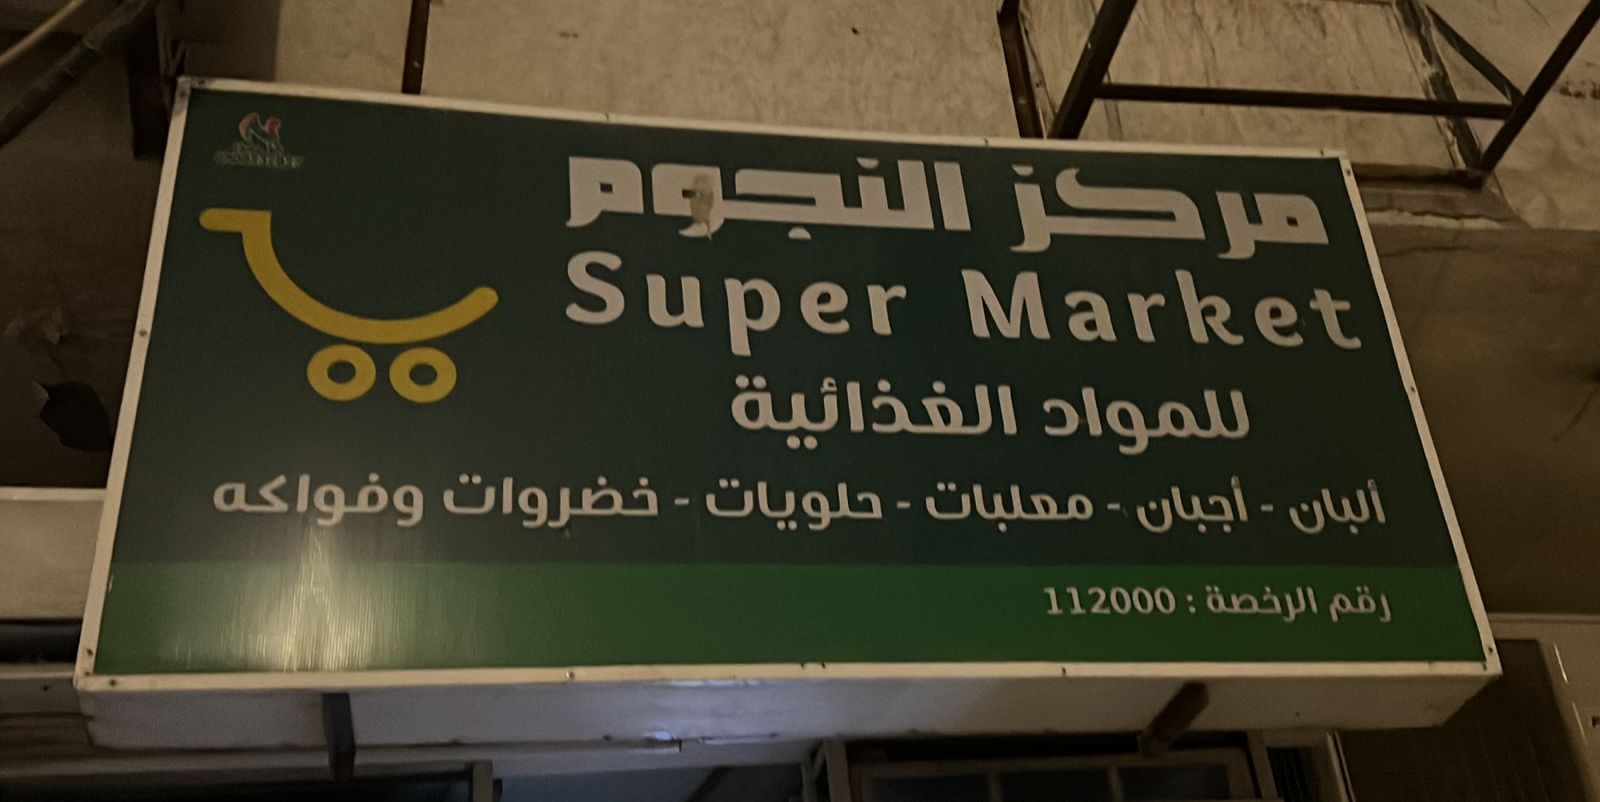 مركز النجوم
Super Market
للمواد الغذائية
ألبان - أجبان - معلبات - حلويات - خضروات وفواكه
رقم الرخصة : 112000